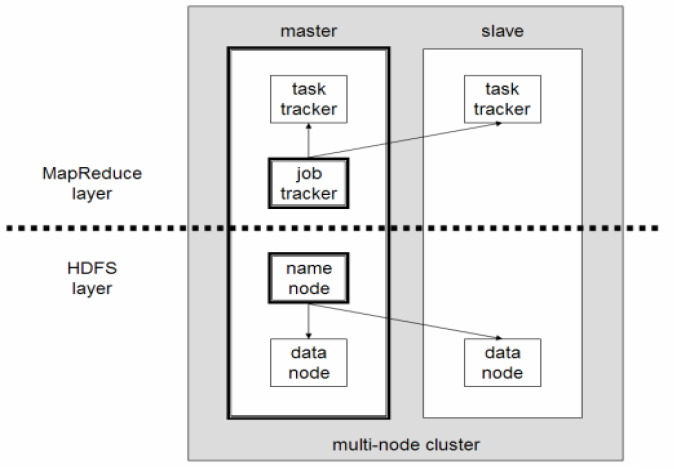 master
slave
task
tracker
task
tracker
MapReduce
layer
job
tracker
HDFS
layer
name
node
data
node
data
node
multi-node cluster